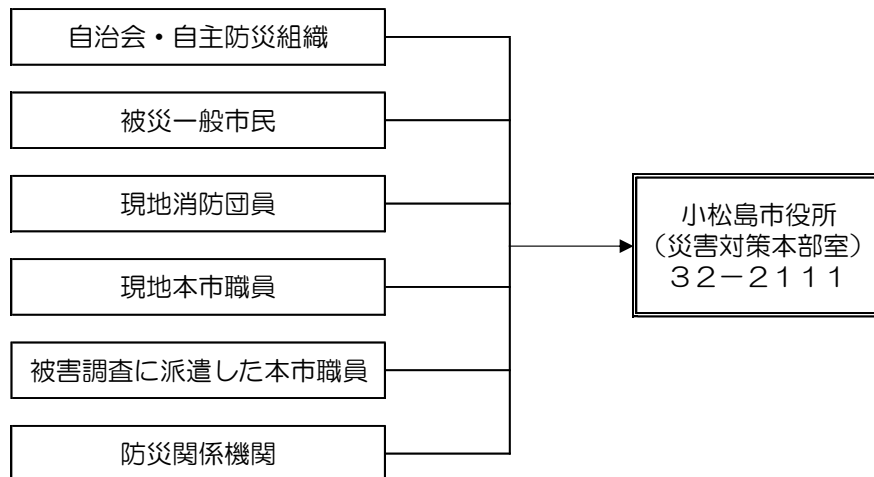 自治会・自主防災組織
被災一般市民
現地消防団員
現地本市職員
被害調査に派遣した本市職員
防災関係機関
小松島市役所
（災害対策本部室）
３２－２１１１